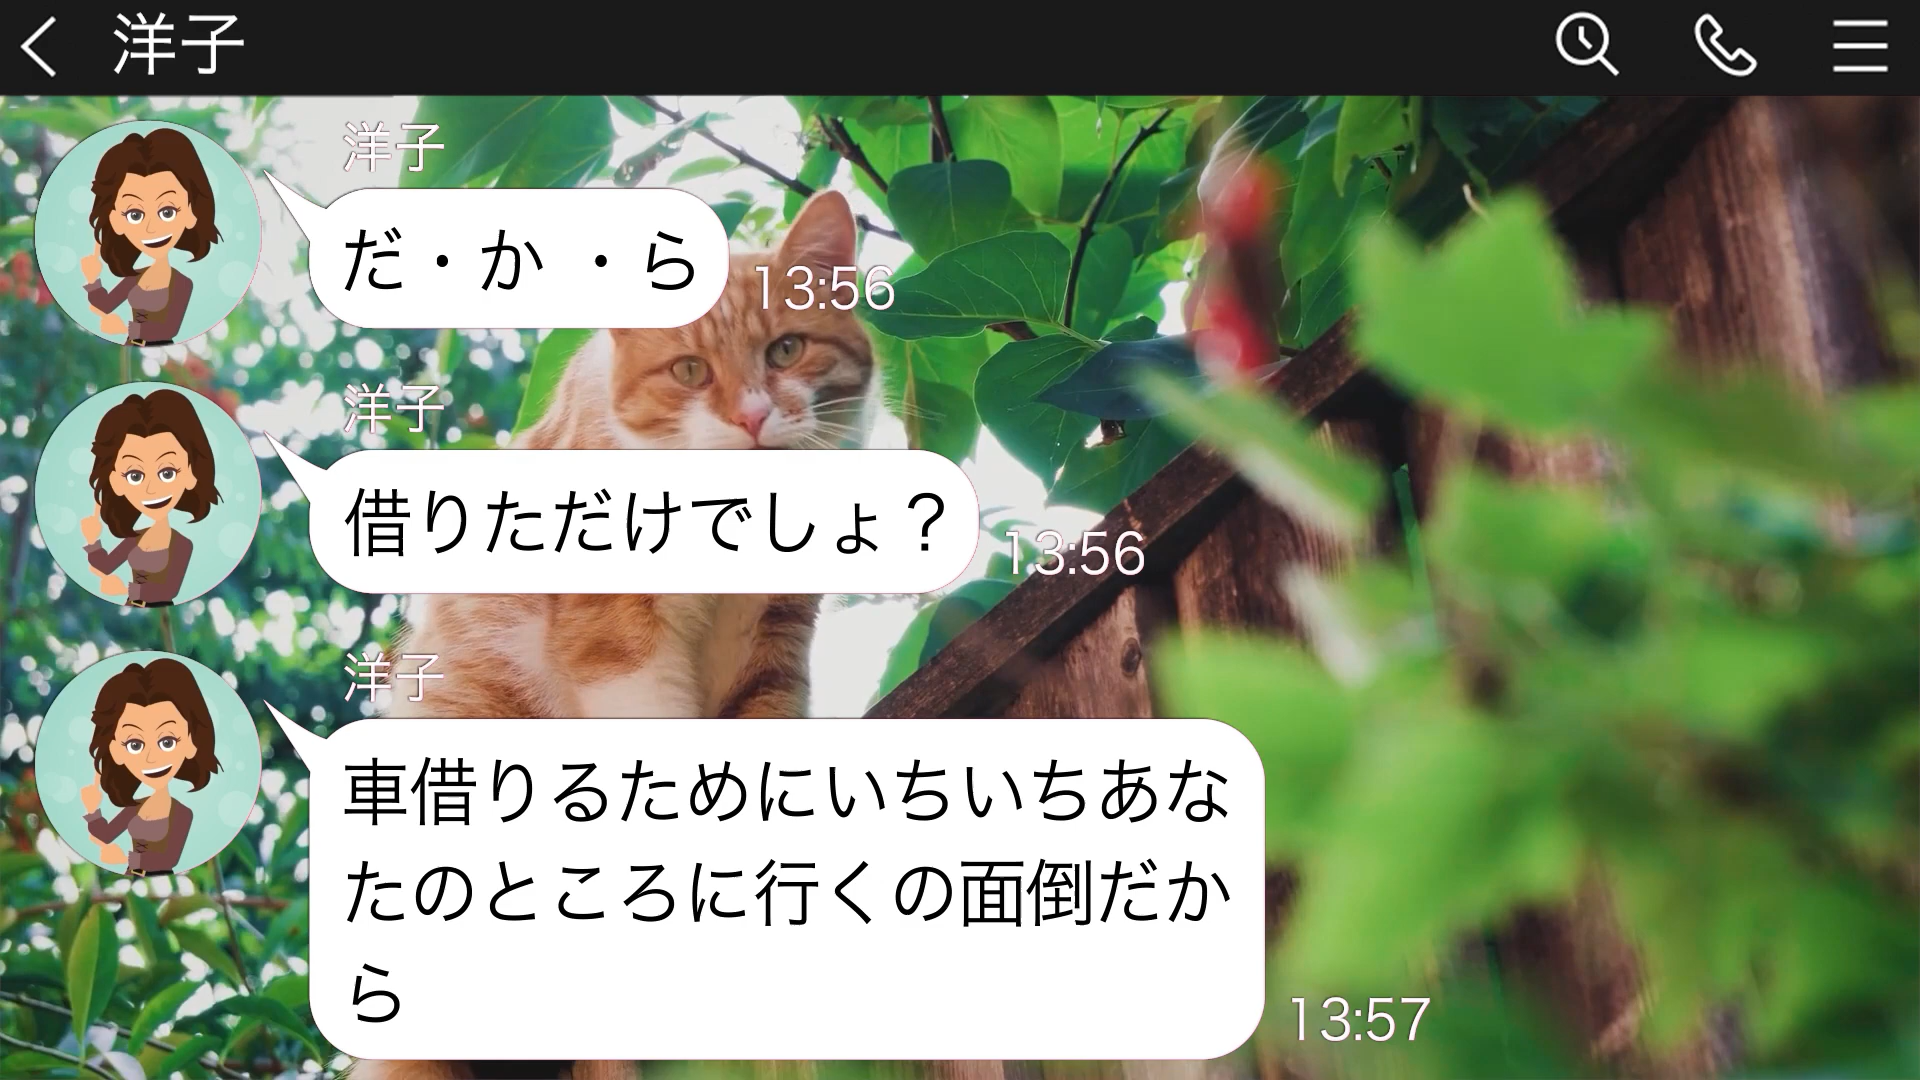 洋子
洋子
だ・か ・ら
13:56
洋子
借りただけでしょ？
13:56
洋子
車借りるためにいちいちあな
たのところに行くの面倒だか
ら
13:57